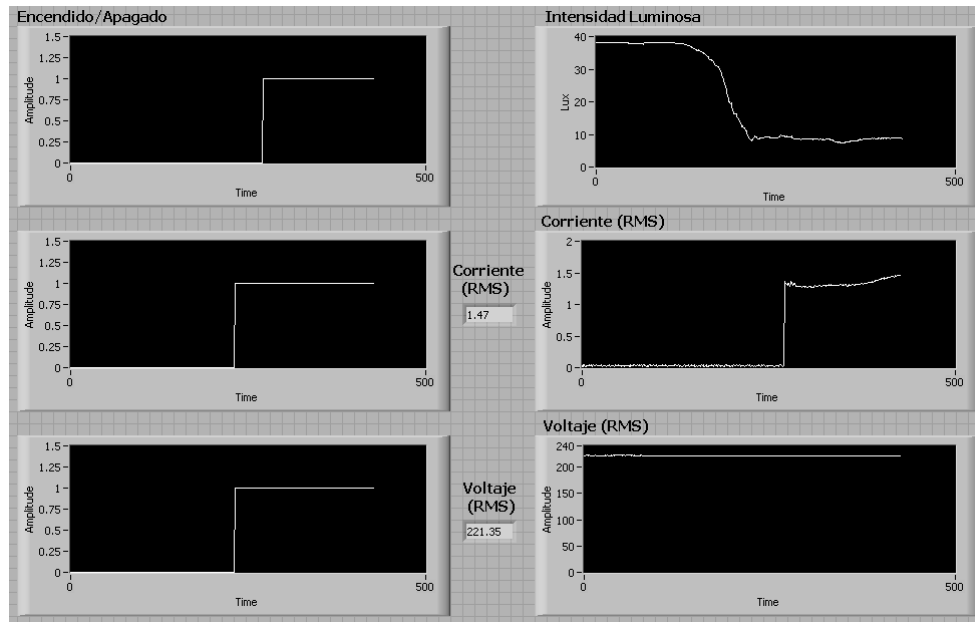 Encendido/Apagado
1.5
1.25
1
0.75
0.5
0.25
0
Amplitude
0
500
Time
Intensidad Luminosa
40
30
20
10
0
Lux
0
500
Time
1.5
1.25
1
0.75
0.5
0.25
0
Amplitude
0
500
Time
Corriente
(RMS)
1.47
Corriente (RMS)
2
1.5
1
0.5
0
Amplitude
0
500
Time
1.5
1.25
1
0.75
0.5
0.25
0
Amplitude
0
500
Time
Voltaje
(RMS)
221.35
Voltaje (RMS)
240
200
150
100
50
0
Amplitude
0
500
Time